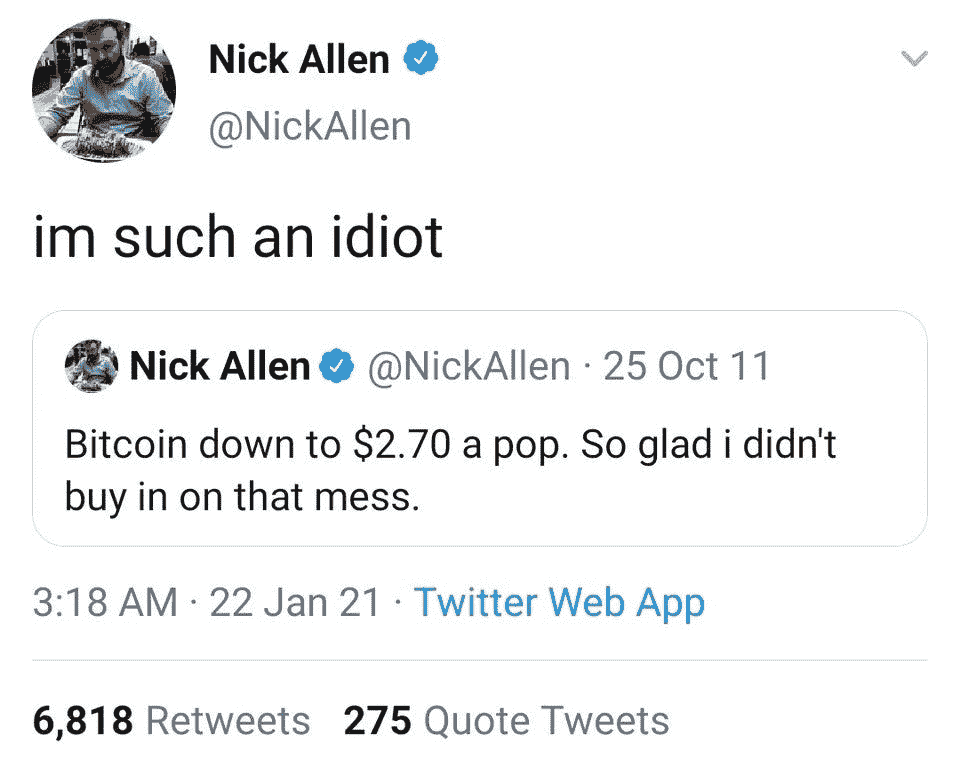 Nick Allen
@NickAllen
im such an idiot
Nick Allen @NickAllen · 25 Oct 11
Bitcoin down to $2.70 a pop. So glad i didn't
buy in on that mess.
3:18 AM · 22 Jan 21 · Twitter Web App
6,818 Retweets 275 Quote Tweets